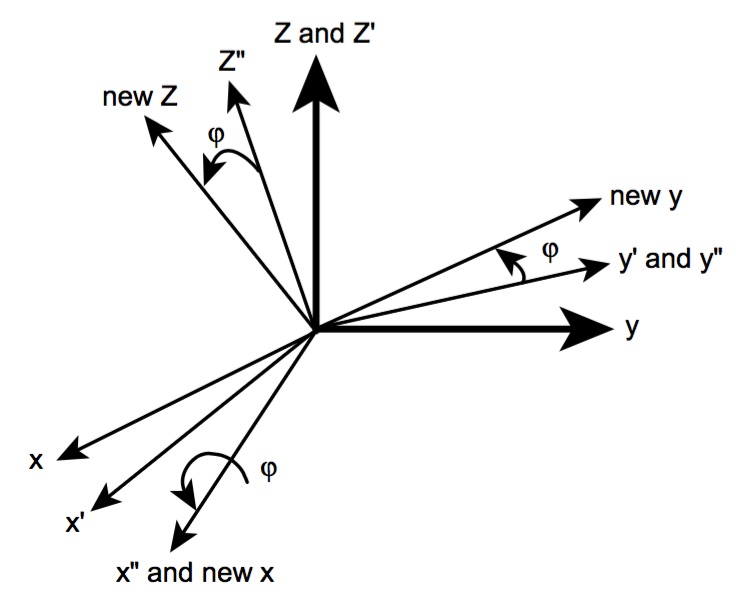 Z and Z'
Z"
new Z
φ
new y
φ
y' and y"
y
x
φ
x'
x" and new x